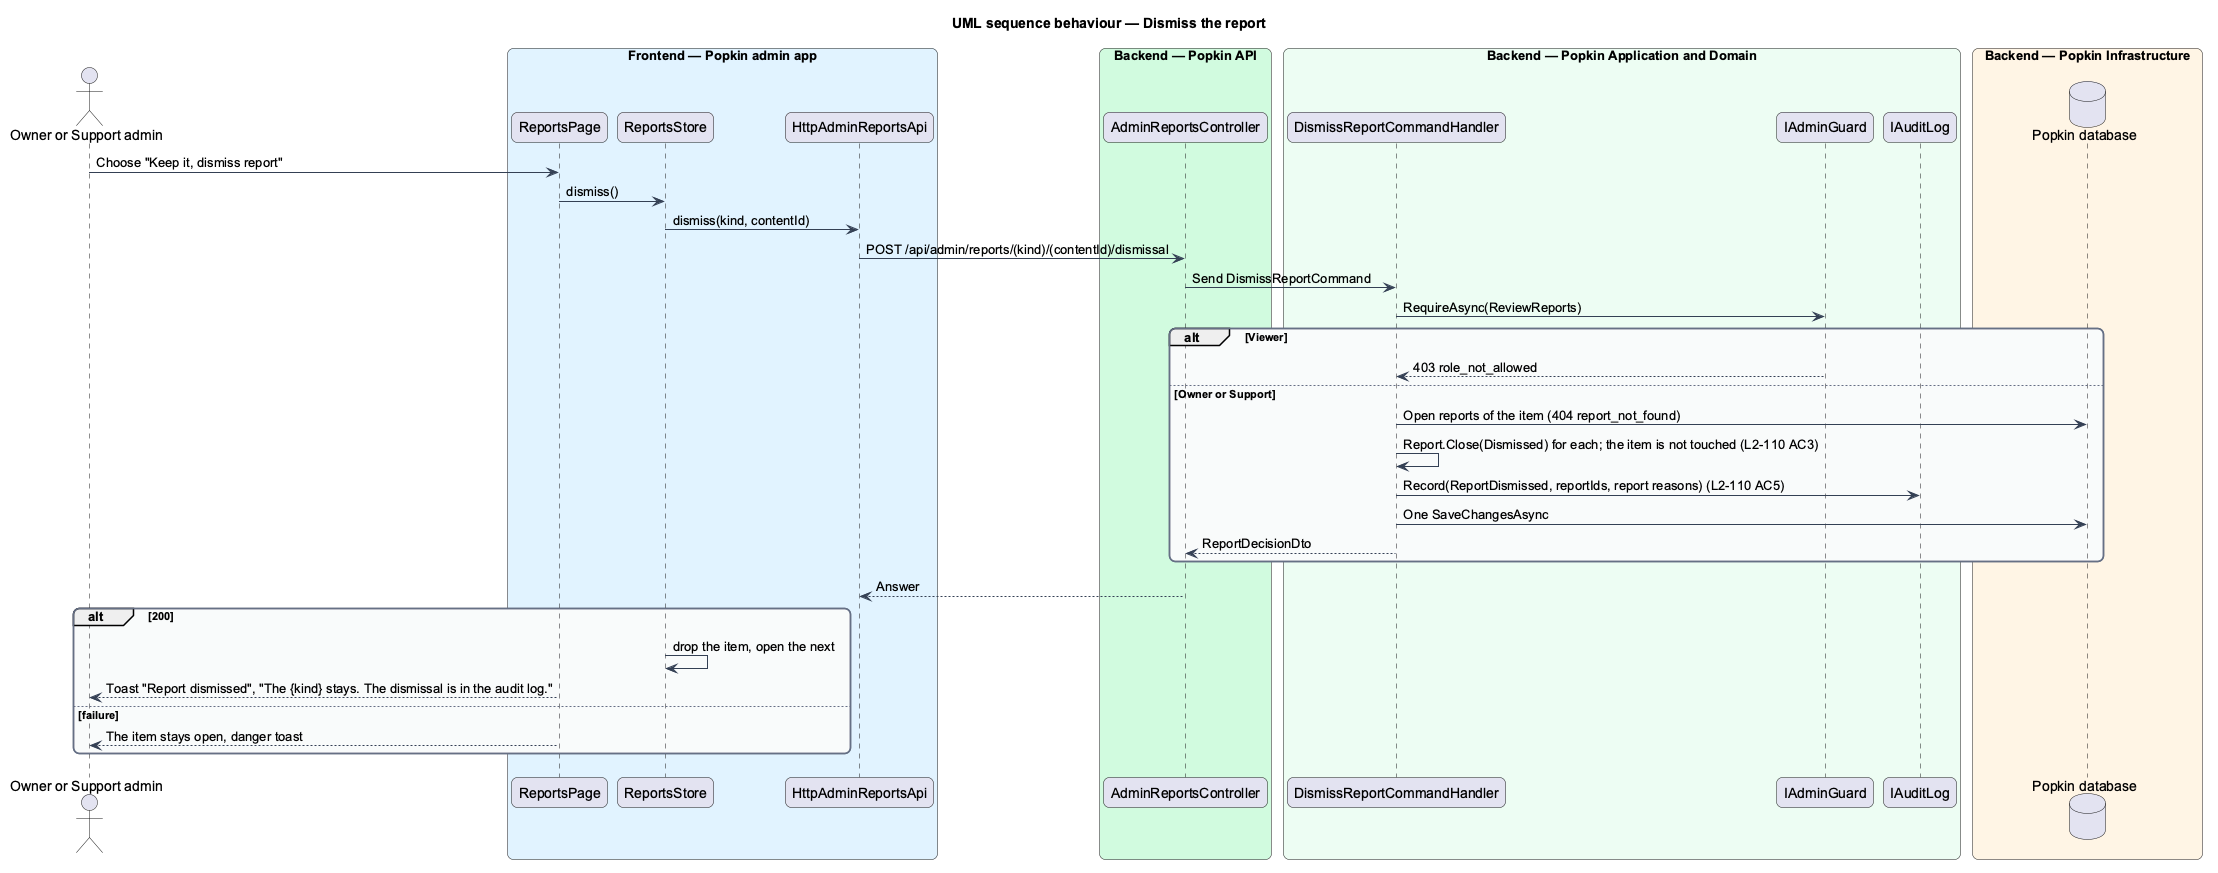 UML sequence behaviour — Dismiss the report
Frontend — Popkin admin app
Backend — Popkin API
Backend — Popkin Application and Domain
Backend — Popkin Infrastructure
Owner or Support admin
ReportsPage
ReportsStore
HttpAdminReportsApi
AdminReportsController
DismissReportCommandHandler
IAdminGuard
IAuditLog
Popkin database
Choose "Keep it, dismiss report"
dismiss()
dismiss(kind, contentId)
POST /api/admin/reports/(kind)/(contentId)/dismissal
Send DismissReportCommand
RequireAsync(ReviewReports)
alt [Viewer]
403 role_not_allowed
[Owner or Support]
Open reports of the item (404 report_not_found)
Report.Close(Dismissed) for each; the item is not touched (L2-110 AC3)
Record(ReportDismissed, reportIds, report reasons) (L2-110 AC5)
One SaveChangesAsync
ReportDecisionDto
Answer
alt [200]
drop the item, open the next
Toast "Report dismissed", "The {kind} stays. The dismissal is in the audit log."
[failure]
The item stays open, danger toast
Owner or Support admin
ReportsPage
ReportsStore
HttpAdminReportsApi
AdminReportsController
DismissReportCommandHandler
IAdminGuard
IAuditLog
Popkin database